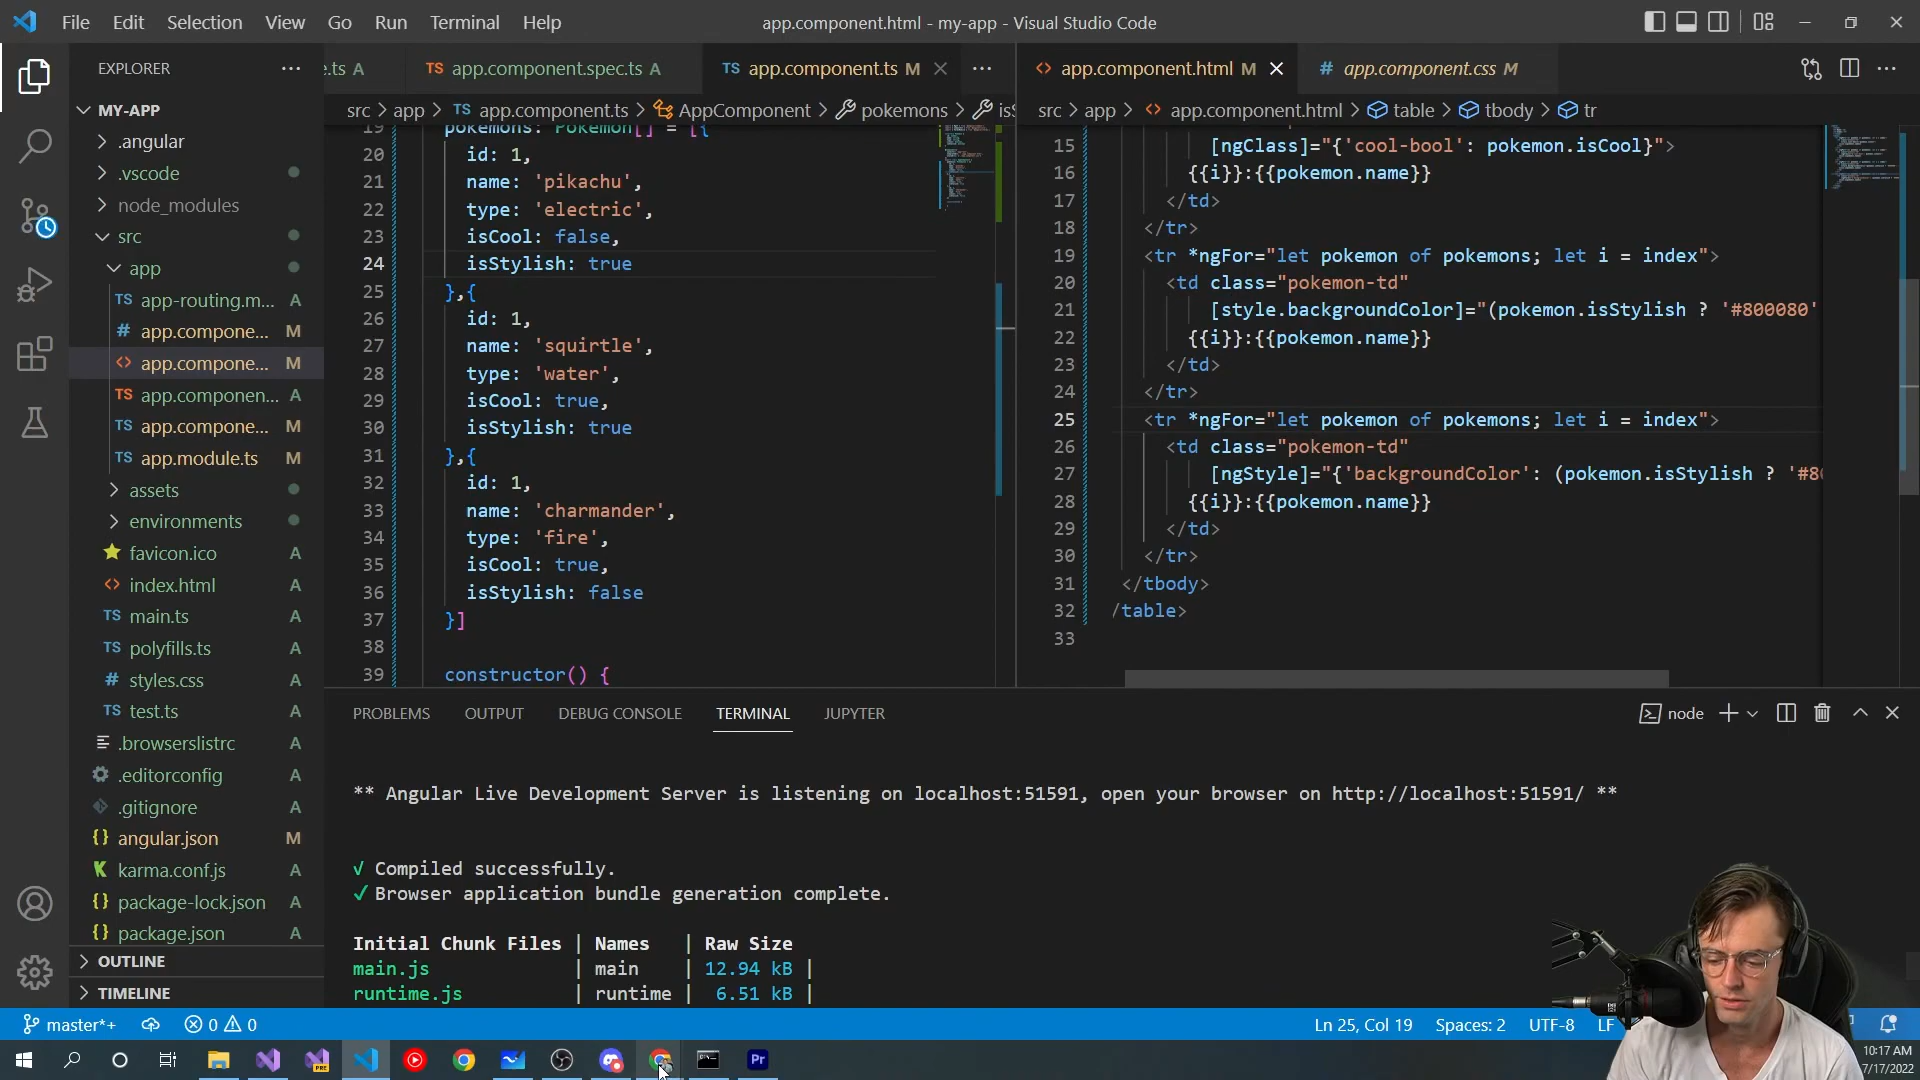 File Edit Selection View Go Run Terminal Help
app.component.html - my-app - Visual Studio Code
EXPLORER
MY-APP
.angular
.vscode
node_modules
src
app
app-routing.m... A
app.compone... M
app.compone... M
app.componen... A
app.compone... M
app.module.ts M
assets
environments
favicon.ico A
index.html A
main.ts A
polyfills.ts A
styles.css A
test.ts A
.browserslistrc A
.editorconfig A
.gitignore A
angular.json M
karma.conf.js A
package-lock.json A
package.json A
OUTLINE
TIMELINE
e.ts A
TS app.component.spec.ts A
TS app.component.ts M
src > app > TS app.component.ts > AppComponent > pokemons > is
19 pokemons: Pokemon[] = [{
20 id: 1,
21 name: 'pikachu',
22 type: 'electric',
23 isCool: false,
24 isStylish: true
25 },{
26 id: 1,
27 name: 'squirtle',
28 type: 'water',
29 isCool: true,
30 isStylish: true
31 },{
32 id: 1,
33 name: 'charmander',
34 type: 'fire',
35 isCool: true,
36 isStylish: false
37 }]
38
39 constructor() {
<> app.component.html M
# app.component.css M
src > app > <> app.component.html > table > tbody > tr
15 [ngClass]="{'cool-bool': pokemon.isCool}">
16 {{i}}:{{pokemon.name}}
17 </td>
18 </tr>
19 <tr *ngFor="let pokemon of pokemons; let i = index">
20 <td class="pokemon-td"
21 [style.backgroundColor]="(pokemon.isStylish ? '#800080'
22 {{i}}:{{pokemon.name}}
23 </td>
24 </tr>
25 <tr *ngFor="let pokemon of pokemons; let i = index">
26 <td class="pokemon-td"
27 [ngStyle]="{'backgroundColor': (pokemon.isStylish ? '#80
28 {{i}}:{{pokemon.name}}
29 </td>
30 </tr>
31 </tbody>
32 /table>
33
PROBLEMS OUTPUT DEBUG CONSOLE TERMINAL JUPYTER
node
** Angular Live Development Server is listening on localhost:51591, open your browser on http://localhost:51591/ **
√ Compiled successfully.
✓ Browser application bundle generation complete.
Initial Chunk Files | Names | Raw Size
main.js | main | 12.94 kB |
runtime.js | runtime | 6.51 kB |
master*+ 0 0
Ln 25, Col 19 Spaces: 2 UTF-8 LF
PRE
Pr
10:17 AM
7/17/2022